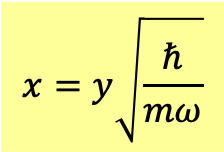 x = y√(ħ/(mω))